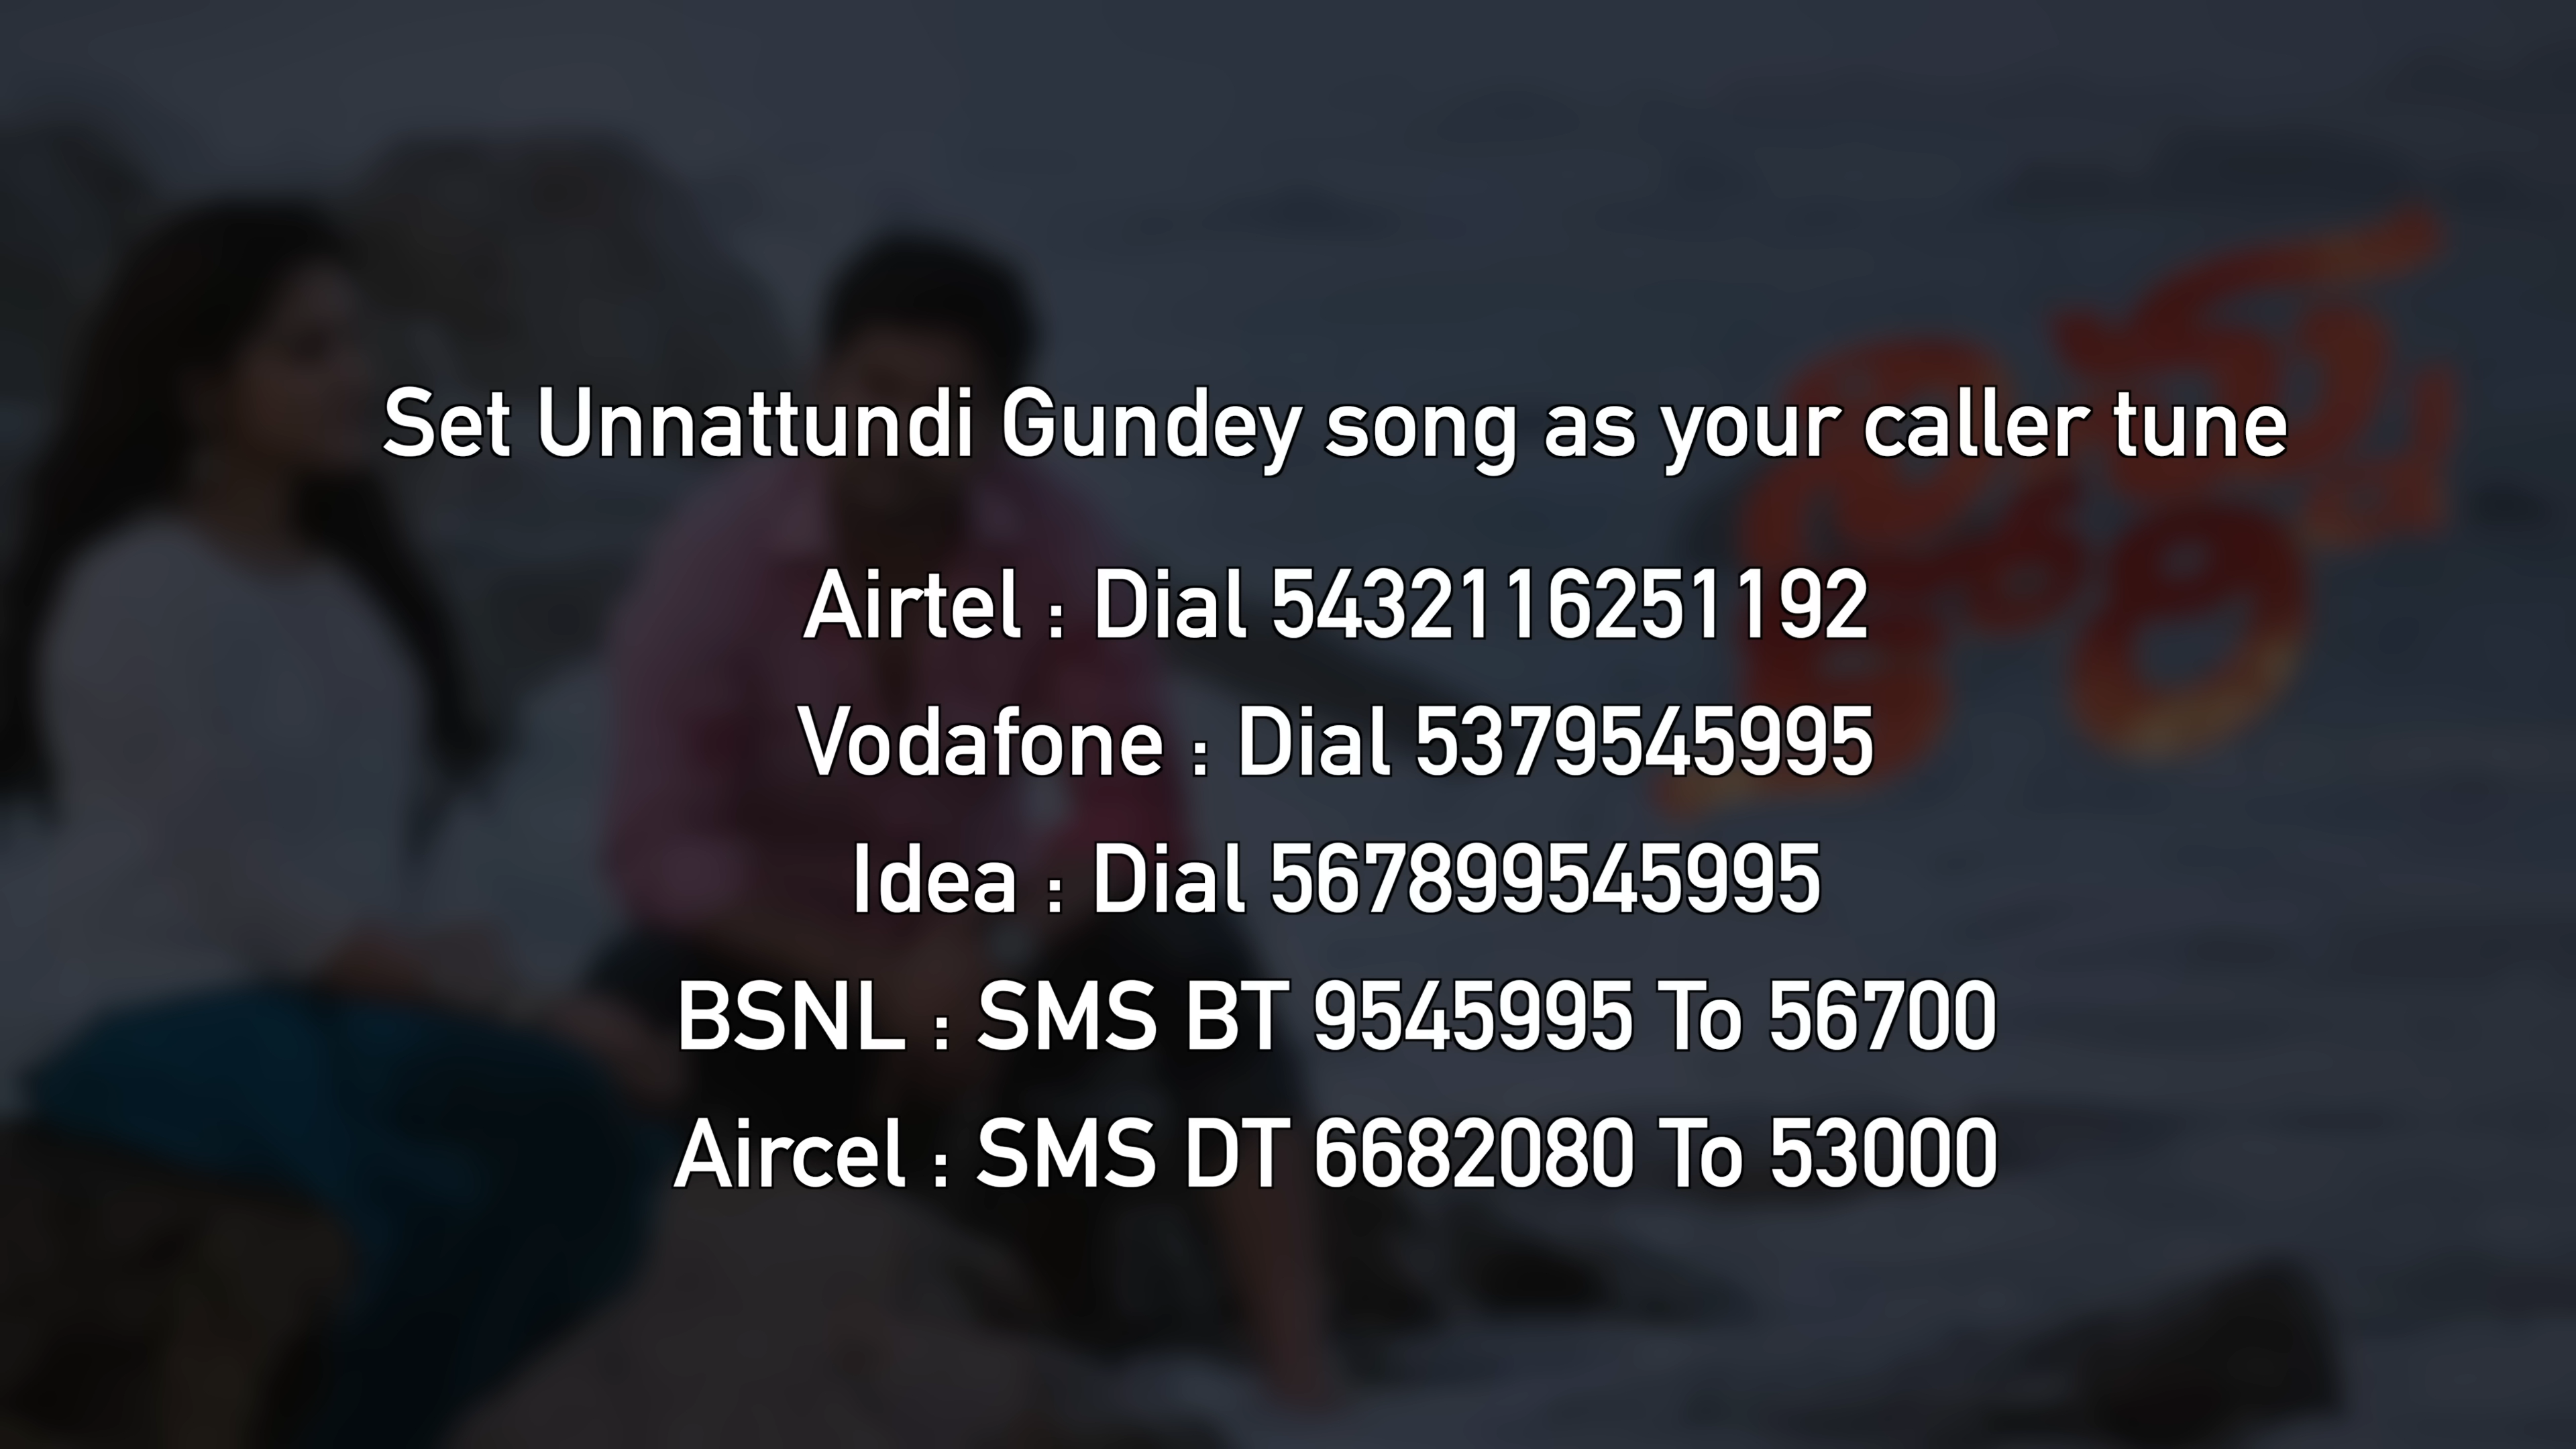 Set Unnattundi Gundey song as your caller tune
Airtel : Dial 5432116251192
Vodafone : Dial 5379545995
Idea : Dial 567899545995
BSNL : SMS BT 9545995 To 56700
Aircel : SMS DT 6682080 To 53000